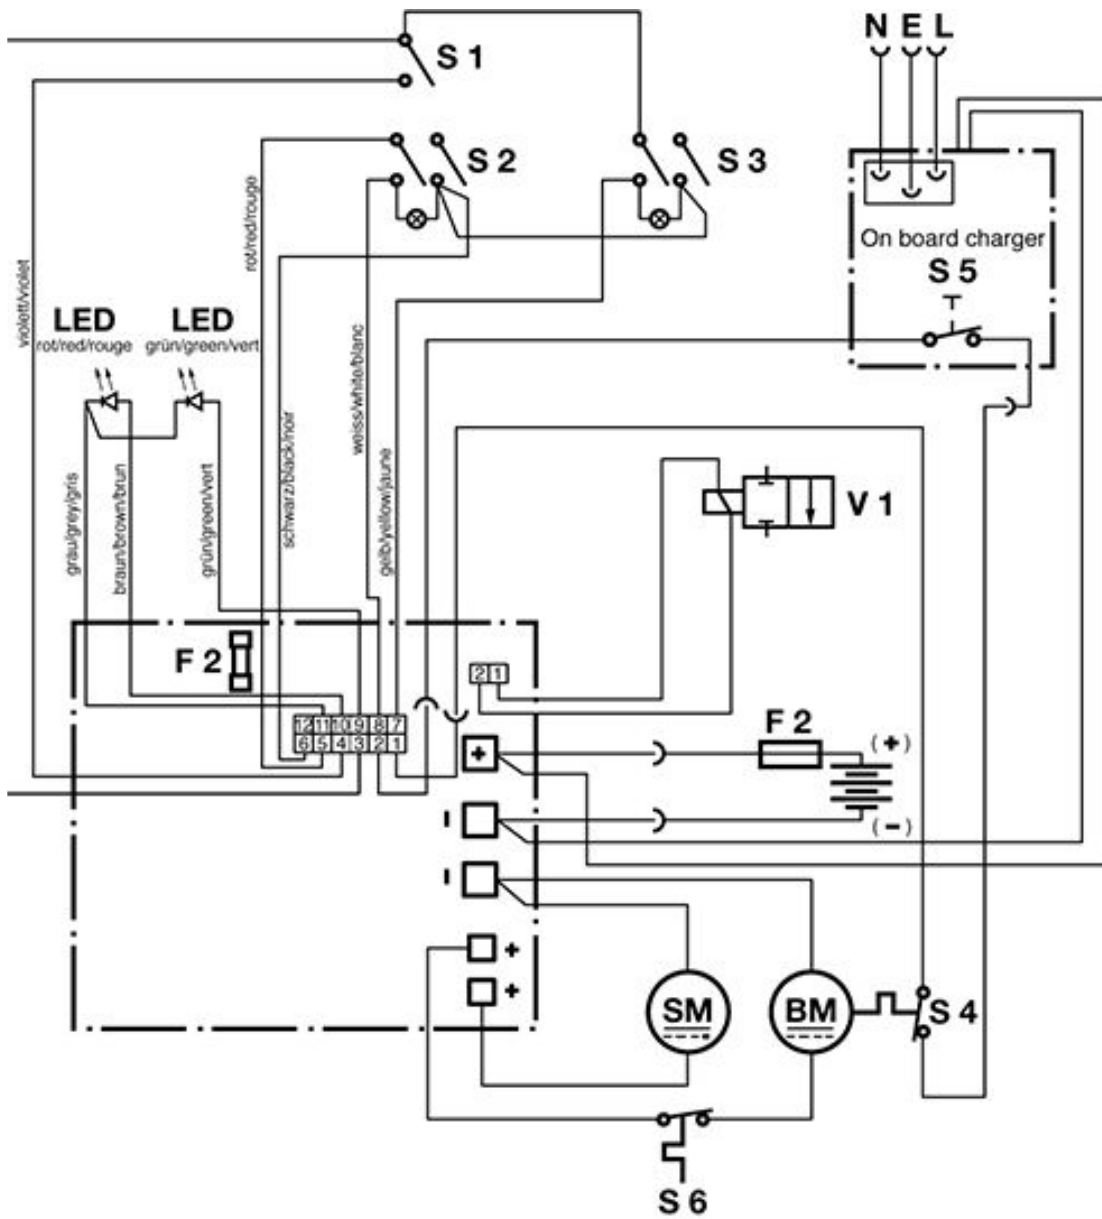 N E L
S 1
S 2
S 3
On board charger
S 5
rot/red/rouge
violett/violet
LED
rot/red/rouge
LED
grün/green/vert
weiss/white/blanc
schwarz/black/noir
gelb/yellow/jaune
grau/grey/gris
braun/brown/brun
grün/green/vert
V 1
F 2
2 1
12 11 10 9 8 7
6 5 4 3 2 1
F 2
+
(+)
–
(–)
–
+
+
SM
BM
S 4
S 6